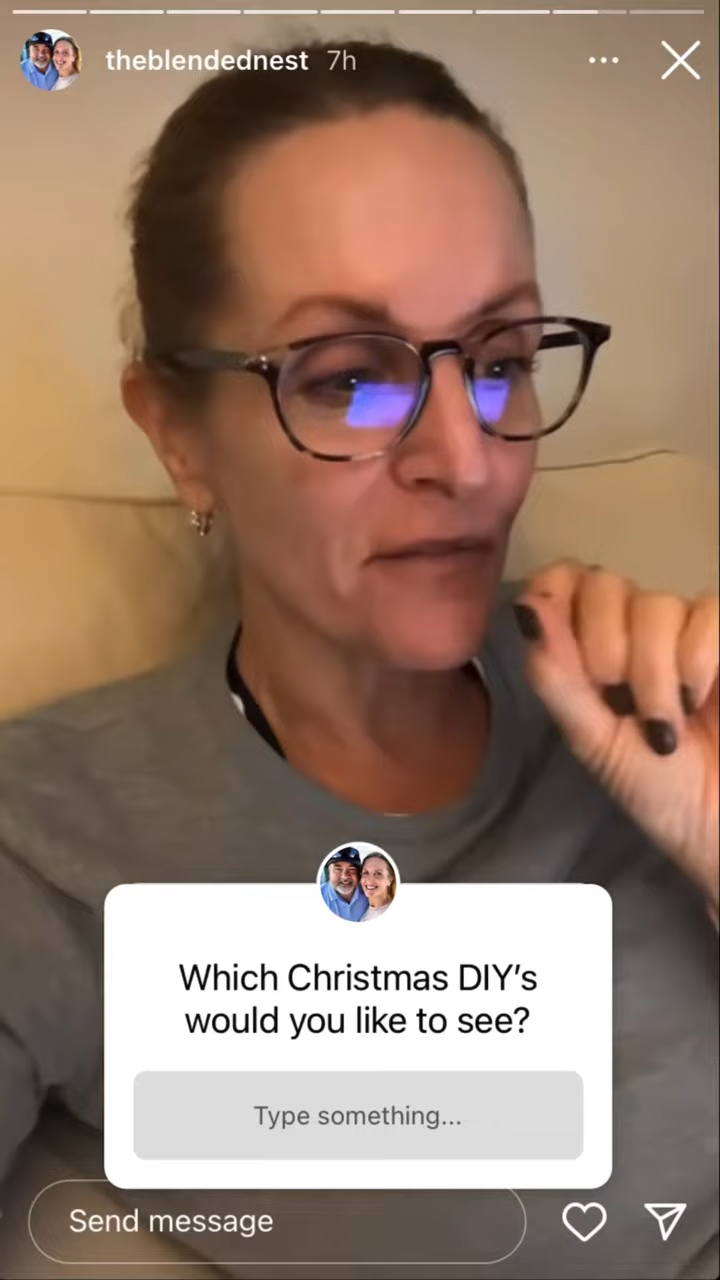 theblendednest 7h
Which Christmas DIY’s
would you like to see?
Type something...
Send message